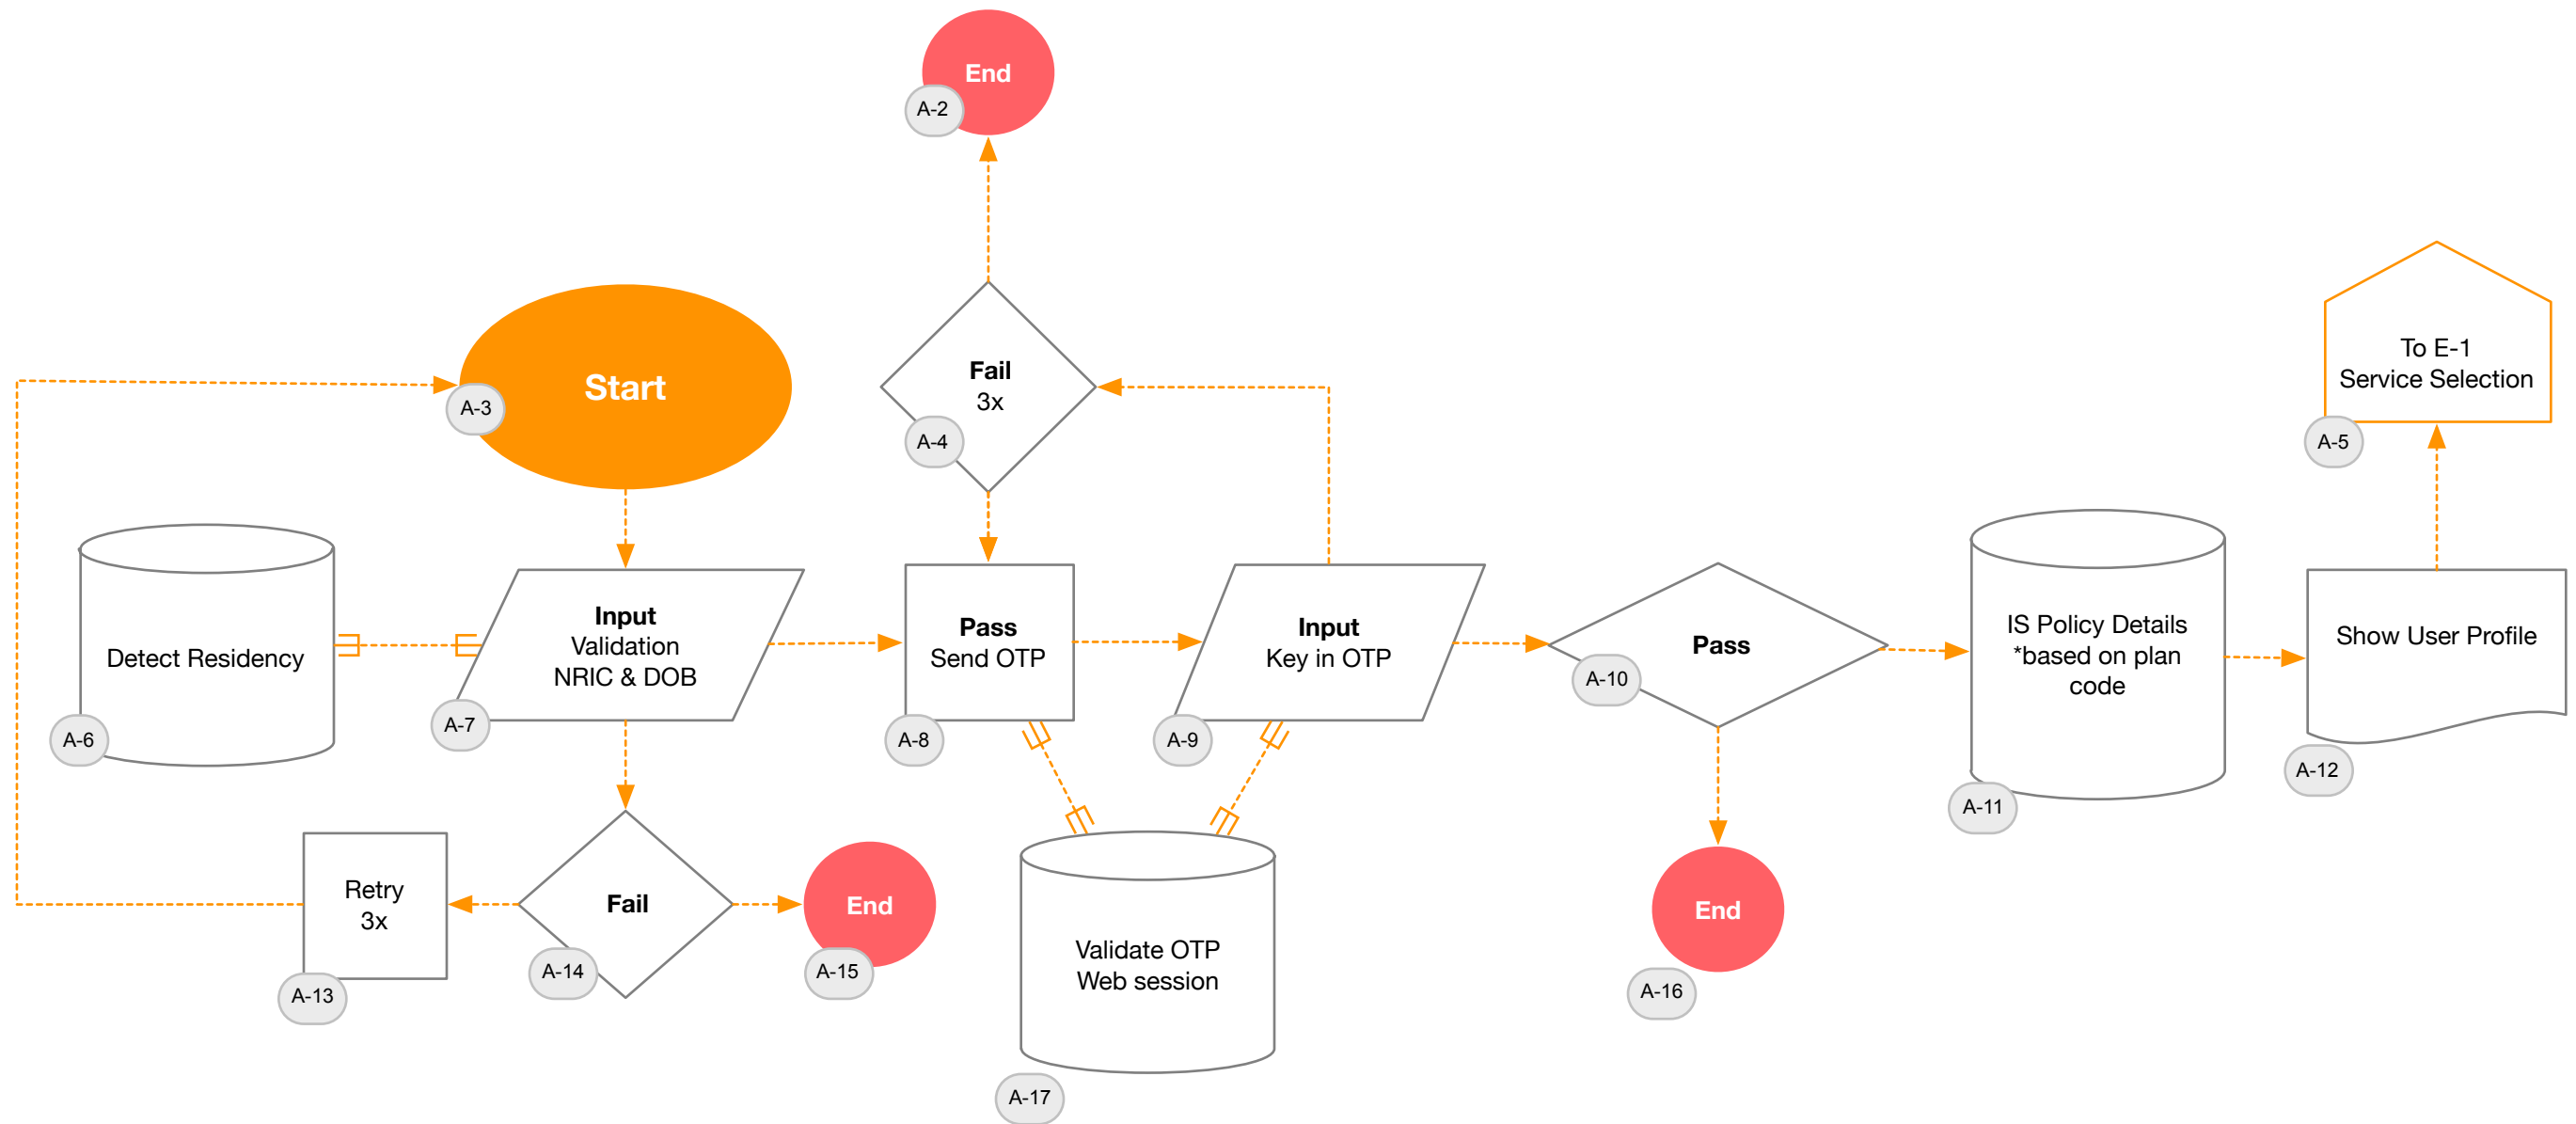 End
A-2
Start
A-3
Fail
3x
A-4
To E-1
Service Selection
A-5
Detect Residency
A-6
Input
Validation
NRIC & DOB
A-7
Pass
Send OTP
A-8
Input
Key in OTP
A-9
Pass
A-10
IS Policy Details
*based on plan
code
A-11
Show User Profile
A-12
Retry
3x
A-13
Fail
A-14
End
A-15
End
A-16
Validate OTP
Web session
A-17